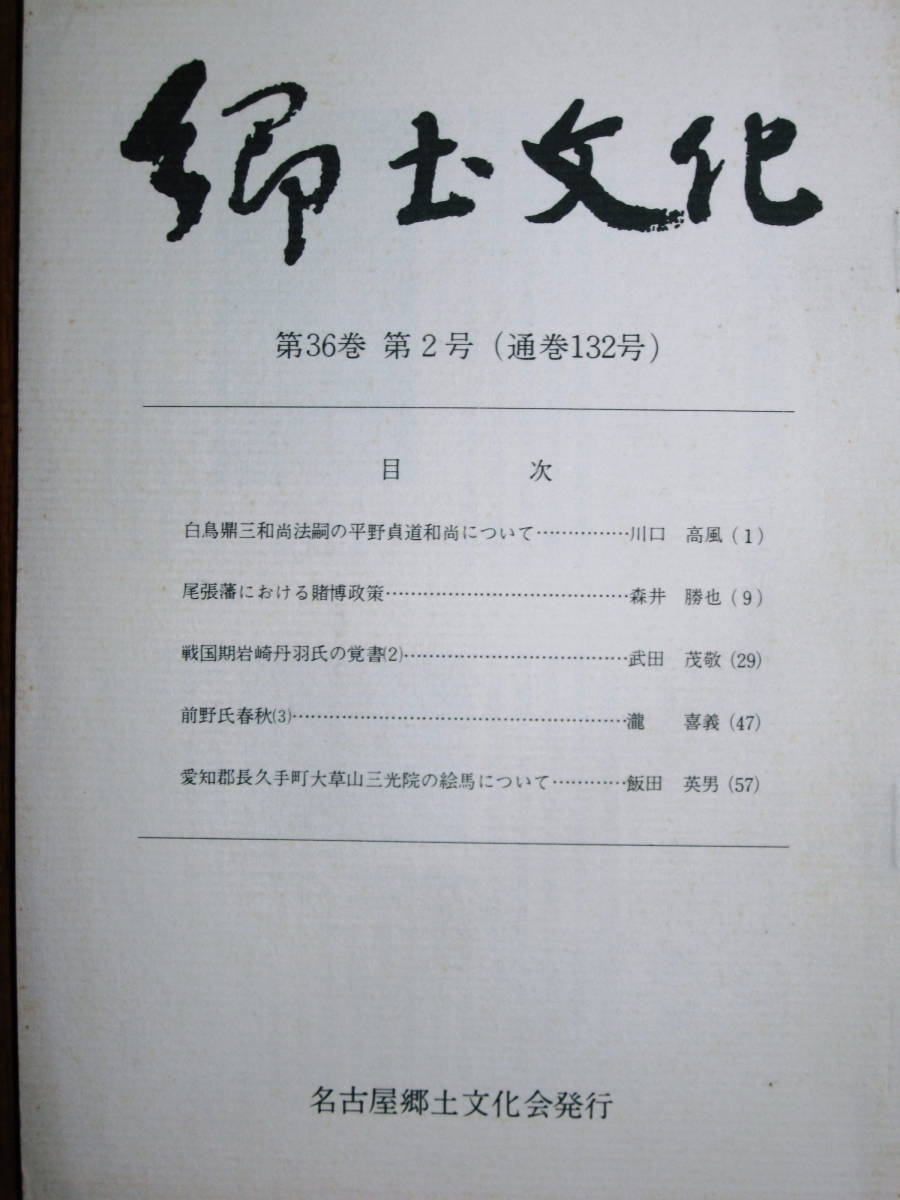 郷土文化
第36巻 第2号(通巻132号)
目 次
白鳥鼎三和尚法嗣の平野貞道和尚について……………川口 高風(1)
尾張藩における賭博政策…………………………………森井 勝也(9)
戦国期岩崎丹羽氏の覚書(2)………………………………武田 茂敬(29)
前野氏春秋(3)………………………………………………瀧 喜義(47)
愛知郡長久手町大草山三光院の絵馬について…………飯田 英男(57)
名古屋郷土文化会発行